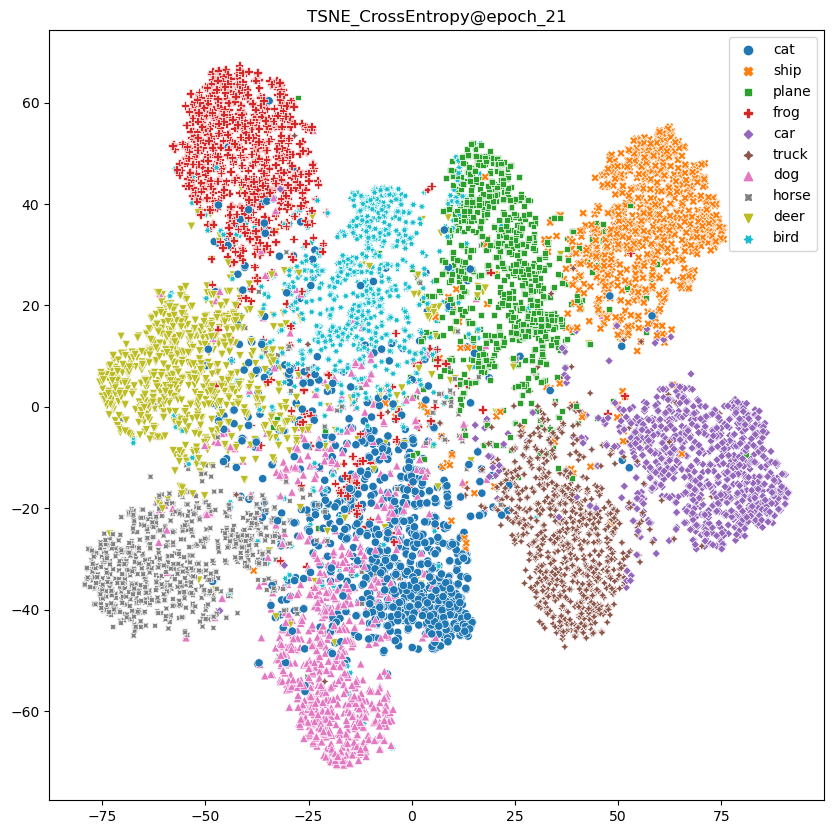 TSNE_CrossEntropy@epoch_21
cat
ship
plane
frog
car
truck
dog
horse
deer
bird
60
40
20
0
−20
−40
−60
−75
−50
−25
0
25
50
75